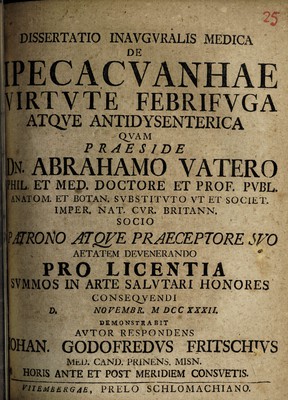 25
DISSERTATIO INAVGVRALIS MEDICA
DE
IPECACVANHAE
VIRTVTE FEBRIFVGA
ATQVE ANTIDYSENTERICA
QVAM
PRAESIDE
DN. ABRAHAMO VATERO
PHIL. ET MED. DOCTORE ET PROF. PVBL.
ANATOM. ET BOTAN. SVBSTITVTO VT ET SOCIET.
IMPER. NAT. CVR. BRITANN.
SOCIO
PATRONO ATQVE PRAECEPTORE SVO
AETATEM DEVENERANDO
PRO LICENTIA
SVMMOS IN ARTE SALVTARI HONORES
CONSEQVENDI
D. NOVEMBR. M DCC XXXII.
DEMONSTRABIT
AVTOR RESPONDENS
IOHAN. GODOFREDVS FRITSCHIVS
MED. CAND. PRINENS. MISN.
HORIS ANTE ET POST MERIDIEM CONSVETIS.
VITEMBERGAE, PRELO SCHLOMACHIANO.